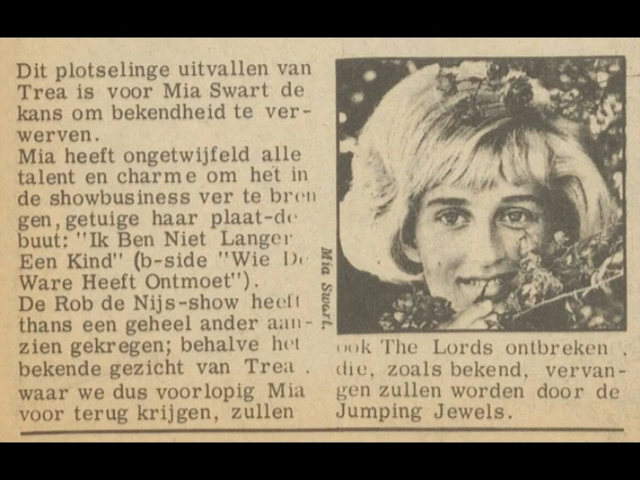 Dit plotselinge uitvallen van
Trea is voor Mia Swart de
kans om bekendheid te ver-
werven.
Mia heeft ongetwijfeld alle
talent en charme om het in
de showbusiness ver te bren
gen, getuige haar plaat-de
buut: "Ik Ben Niet Langer
Een Kind" (b-side "Wie De
Ware Heeft Ontmoet").
De Rob de Nijs-show heeft
thans een geheel ander aan-
zien gekregen; behalve het
bekende gezicht van Trea.
waar we dus voorlopig Mia
voor terug krijgen, zullen
Mia Swart.
ook The Lords ontbreken.
die, zoals bekend, vervan-
gen zullen worden door de
Jumping Jewels.